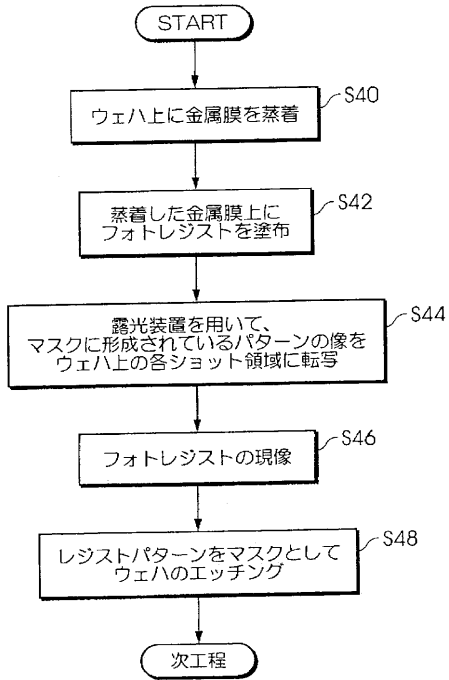 START
S40
ウェハ上に金属膜を蒸着
S42
蒸着した金属膜上に
フォトレジストを塗布
S44
露光装置を用いて、
マスクに形成されているパターンの像を
ウェハ上の各ショット領域に転写
S46
フォトレジストの現像
S48
レジストパターンをマスクとして
ウェハのエッチング
次工程